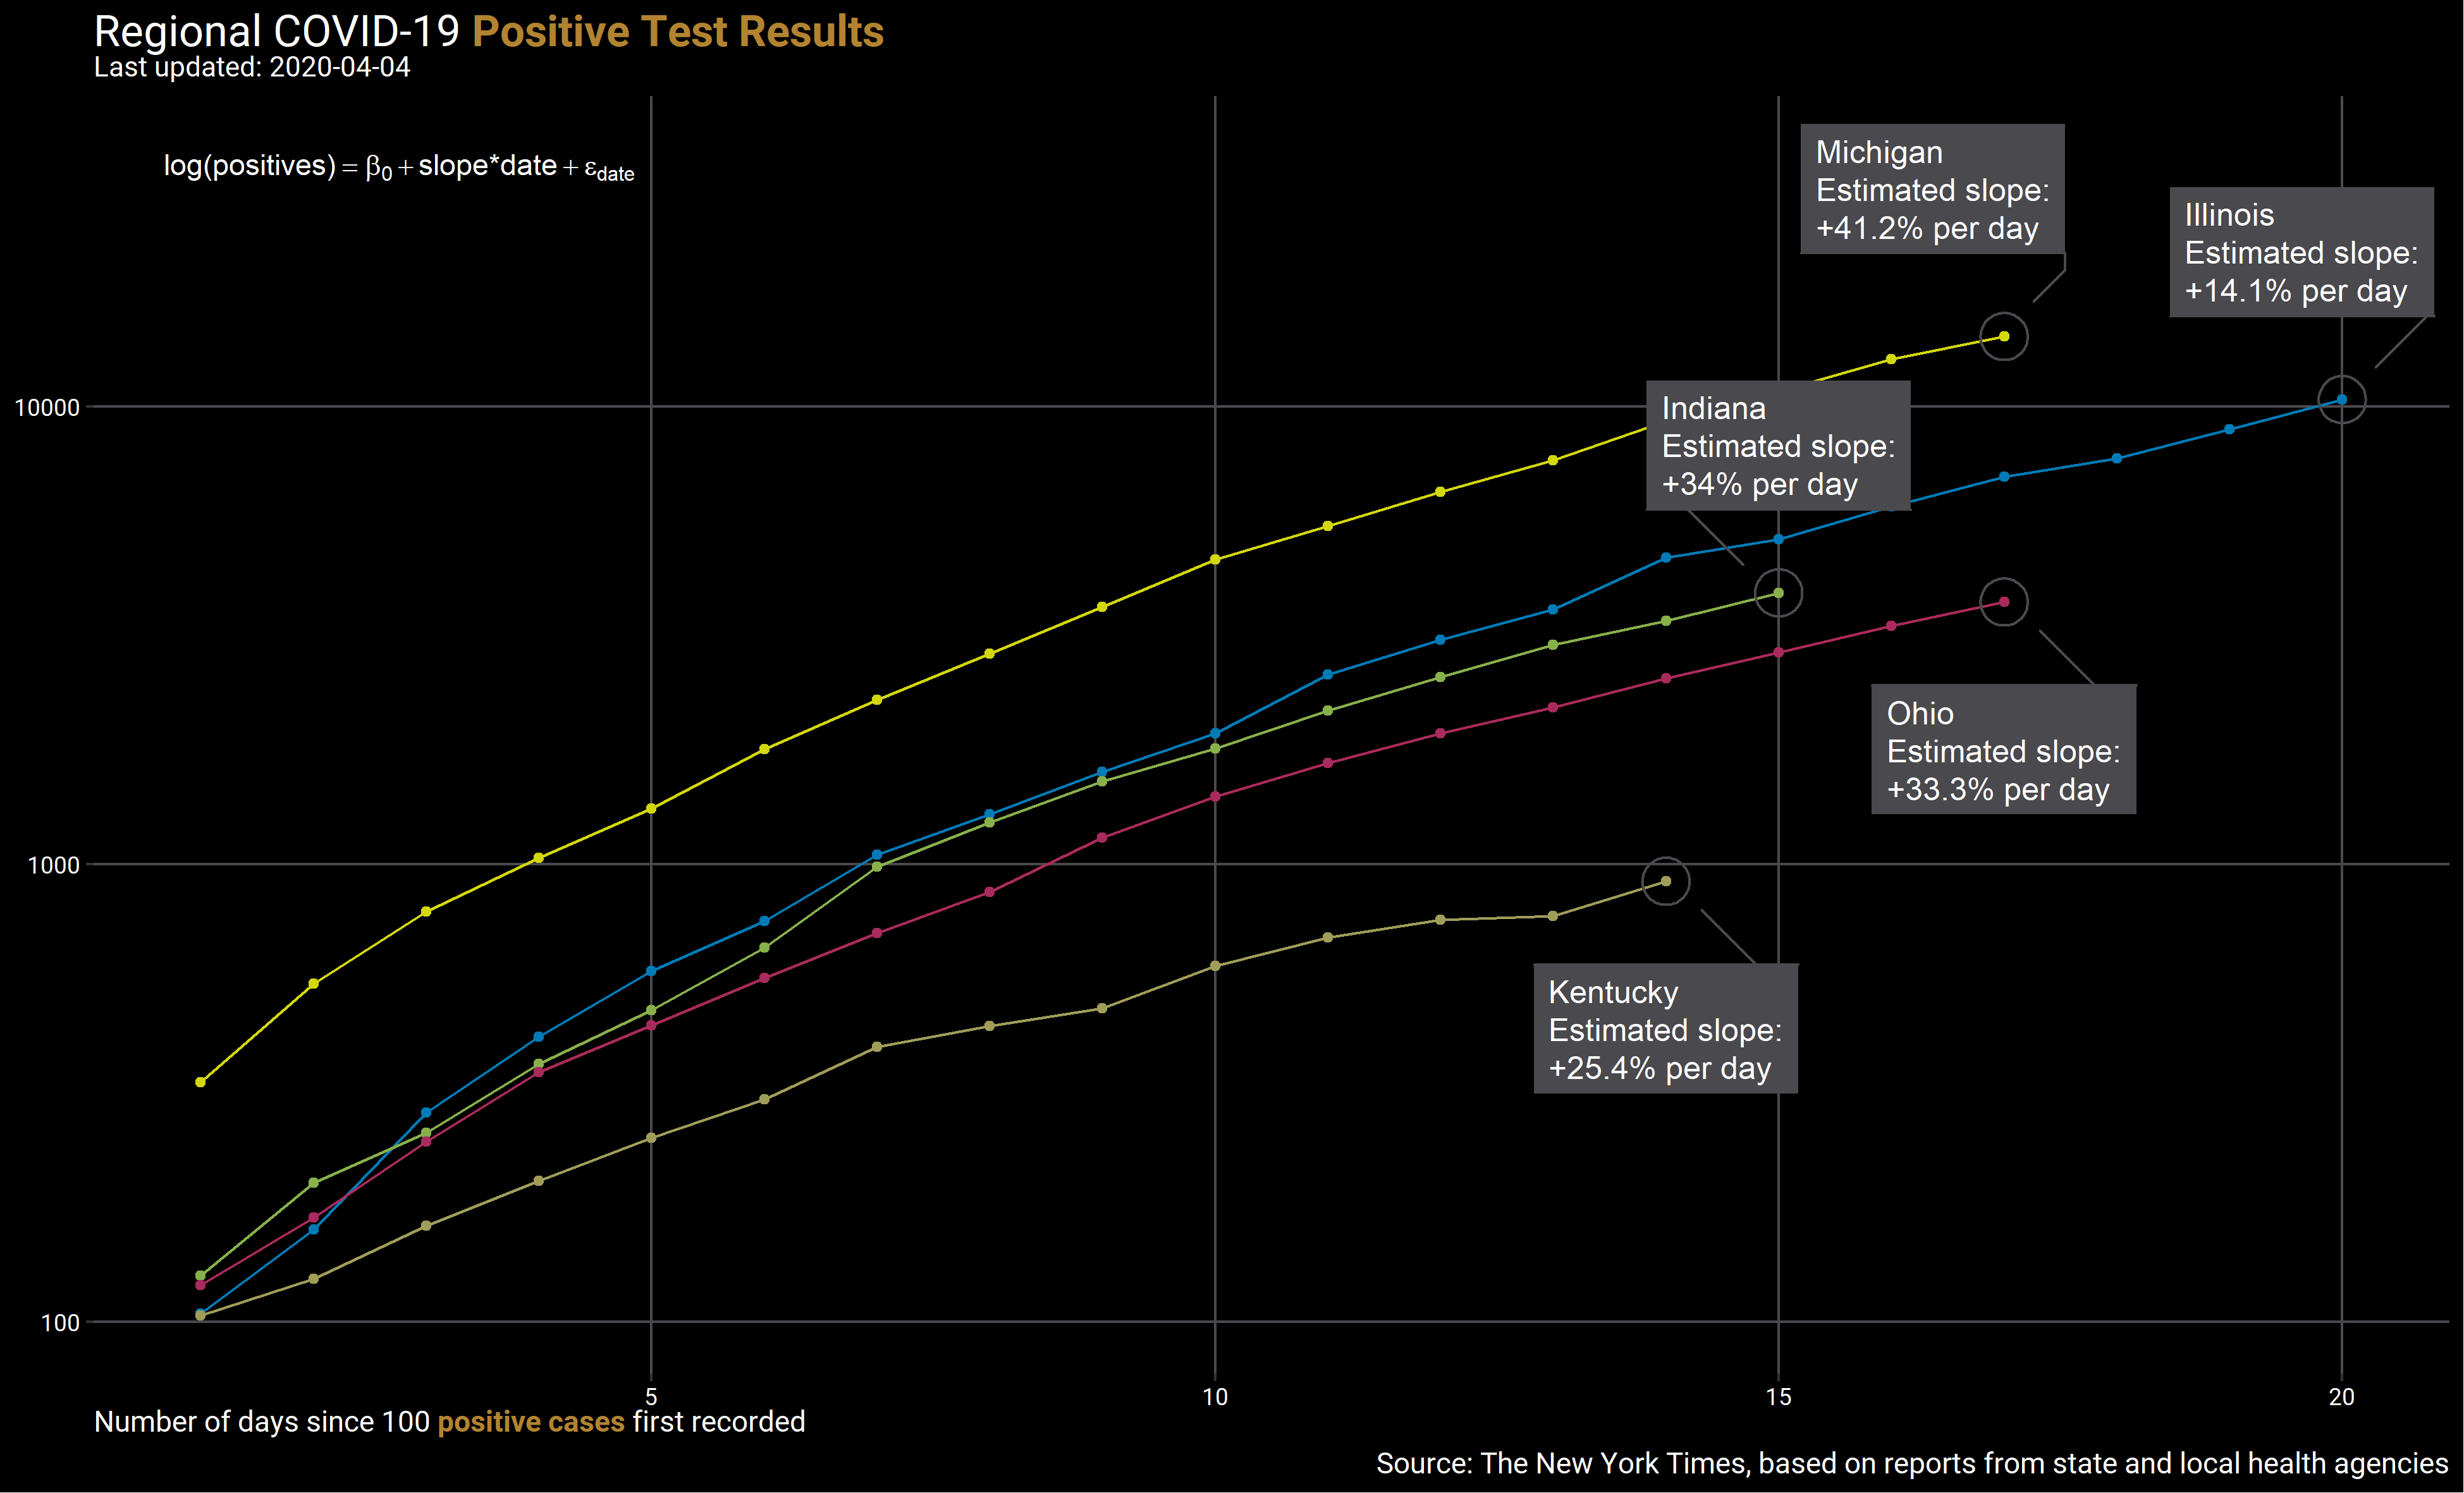 Regional COVID-19 Positive Test Results
Last updated: 2020-04-04
log(positives) = β0 + slope*date + εdate
Michigan
Estimated slope:
+41.2% per day
Illinois
Estimated slope:
+14.1% per day
10000
Indiana
Estimated slope:
+34% per day
Ohio
Estimated slope:
+33.3% per day
1000
Kentucky
Estimated slope:
+25.4% per day
100
5
10
15
20
Number of days since 100 positive cases first recorded
Source: The New York Times, based on reports from state and local health agencies